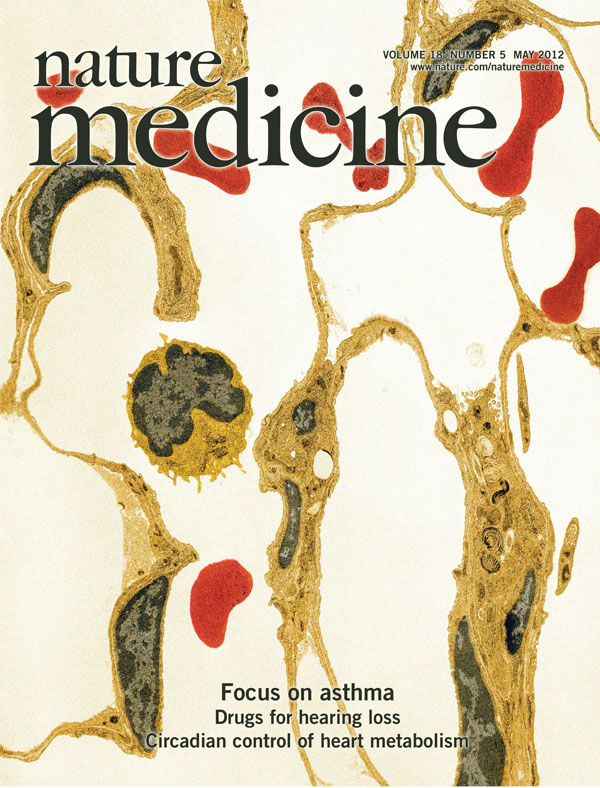 nature
medicine
VOLUME 18 NUMBER 5 MAY 2012
www.nature.com/naturemedicine
Focus on asthma
Drugs for hearing loss
Circadian control of heart metabolism